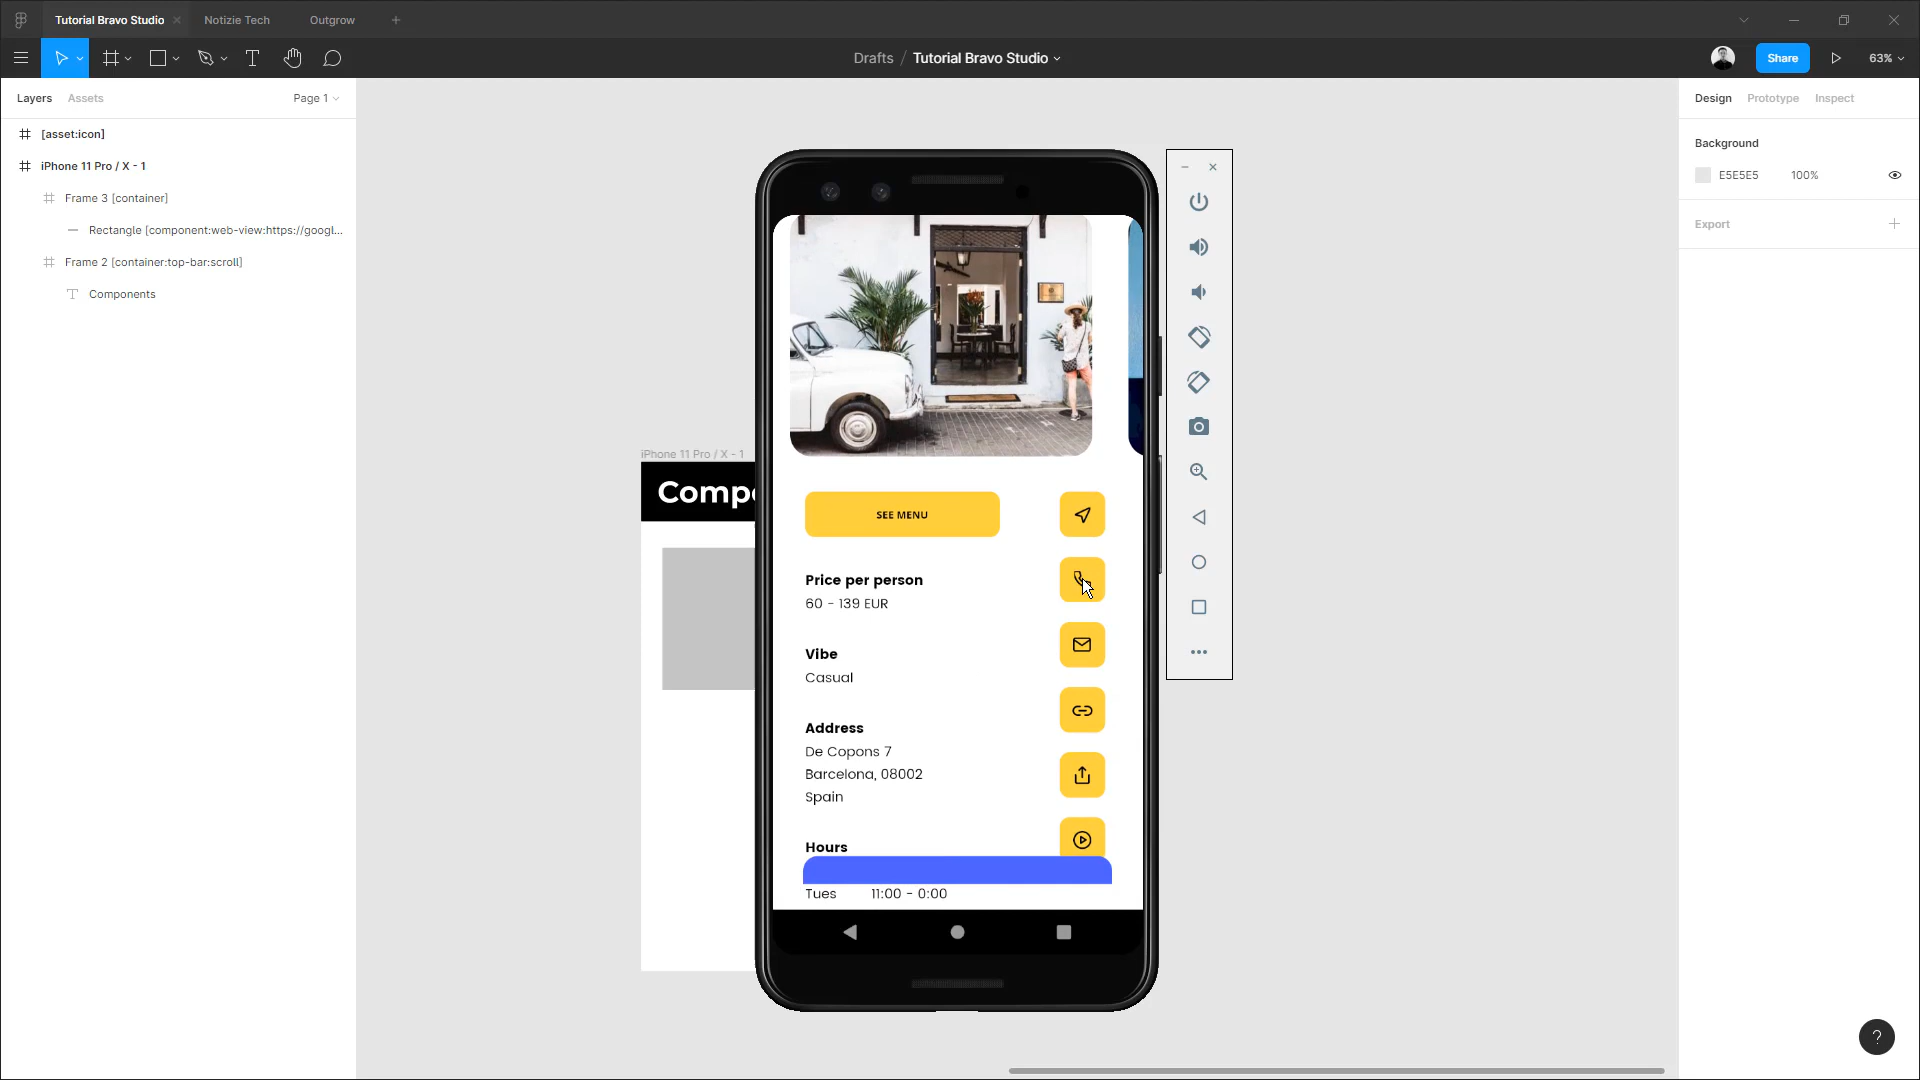 Tutorial Bravo Studio
Notizie Tech
Outgrow
Drafts / Tutorial Bravo Studio
Share
63%
Layers
Assets
Page 1
Design
Prototype
Inspect
[asset:icon]
iPhone 11 Pro / X - 1
Frame 3 [container]
Rectangle [component:web-view:https://googl...
Frame 2 [container:top-bar:scroll]
Components
Background
E5E5E5 100%
Export
iPhone 11 Pro / X - 1
Compo
SEE MENU
Price per person
60 - 139 EUR
Vibe
Casual
Address
De Copons 7
Barcelona, 08002
Spain
Hours
Tues 11:00 - 0:00
?